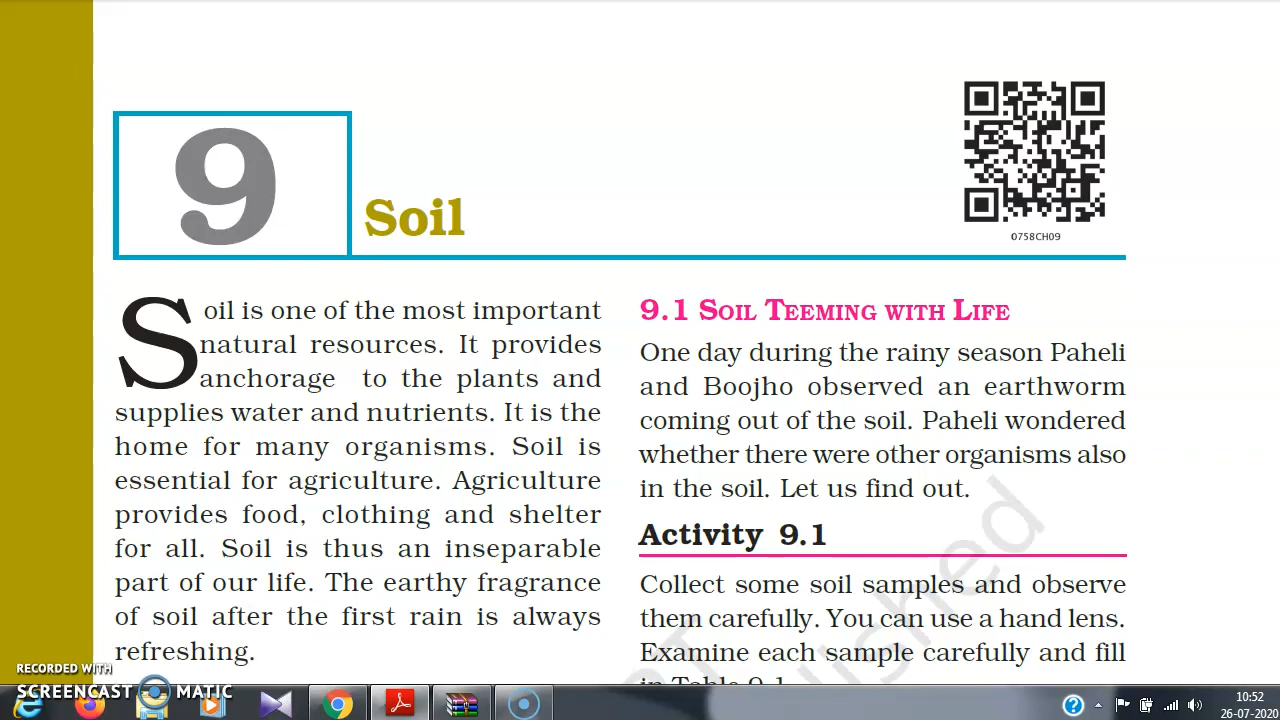 9
Soil
0758CH09
Soil is one of the most important
natural resources. It provides
anchorage to the plants and
supplies water and nutrients. It is the
home for many organisms. Soil is
essential for agriculture. Agriculture
provides food, clothing and shelter
for all. Soil is thus an inseparable
part of our life. The earthy fragrance
of soil after the first rain is always
refreshing.
9.1 SOIL TEEMING WITH LIFE
One day during the rainy season Paheli
and Boojho observed an earthworm
coming out of the soil. Paheli wondered
whether there were other organisms also
in the soil. Let us find out.
Activity 9.1
Collect some soil samples and observe
them carefully. You can use a hand lens.
Examine each sample carefully and fill
in Table 9.1
RECORDED WITH
SCREENCAST MATIC
10:52
26-07-2020